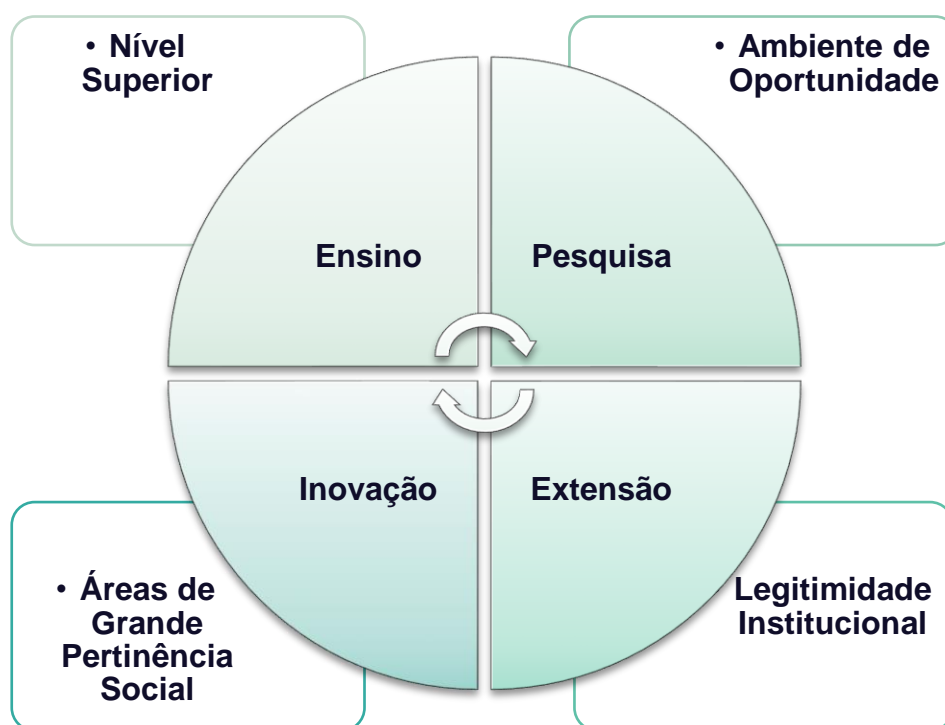 • Nível
Superior
• Ambiente de
Oportunidade
Ensino
Pesquisa
Inovação
Extensão
• Áreas de
Grande
Pertinência
Social
Legitimidade
Institucional